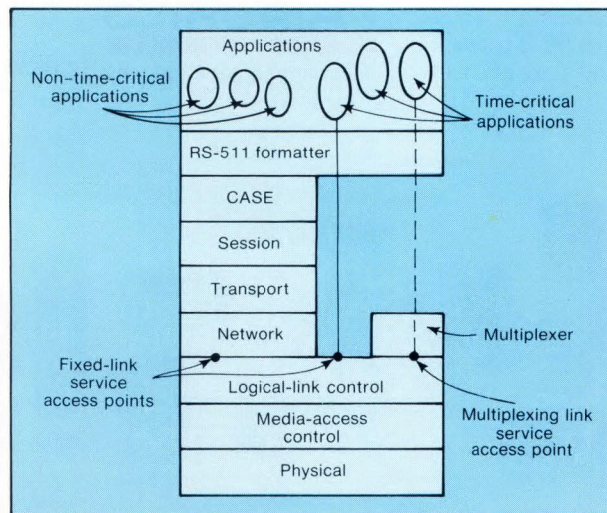 Applications
Non-time-critical
applications
Time-critical
applications
RS-511 formatter
CASE
Session
Transport
Network
Multiplexer
Fixed-link
service
access points
Logical-link control
Multiplexing link
service
access point
Media-access
control
Physical